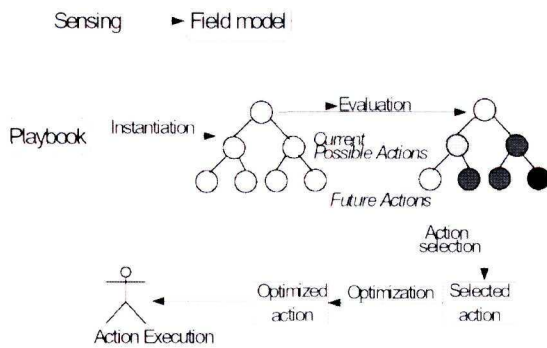 Sensing
Field model
Evaluation
Playbook
Instantiation
Current
Possible Actions
Future Actions
Action
selection
Optimized
action
Optimization
Selected
action
Action Execution